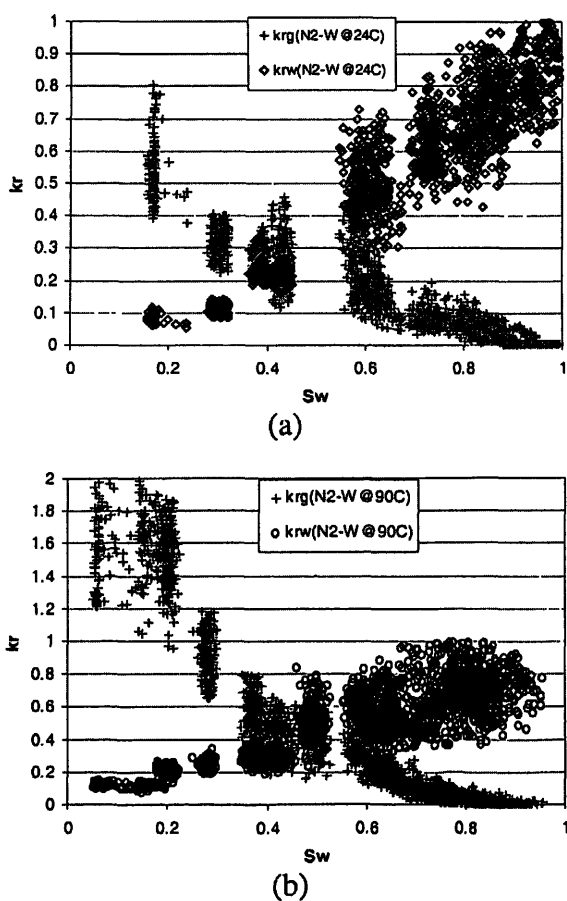 1
0.9
0.8
0.7
0.6
0.5
0.4
0.3
0.2
0.1
0
kr
+ krg(N2-W @24C)
◇ krw(N2-W @24C)
0 0.2 0.4 0.6 0.8 1
Sw
(a)
2
1.8
1.6
1.4
1.2
1
0.8
0.6
0.4
0.2
0
kr
+ krg(N2-W @90C)
o krw(N2-W @90C)
0 0.2 0.4 0.6 0.8 1
Sw
(b)